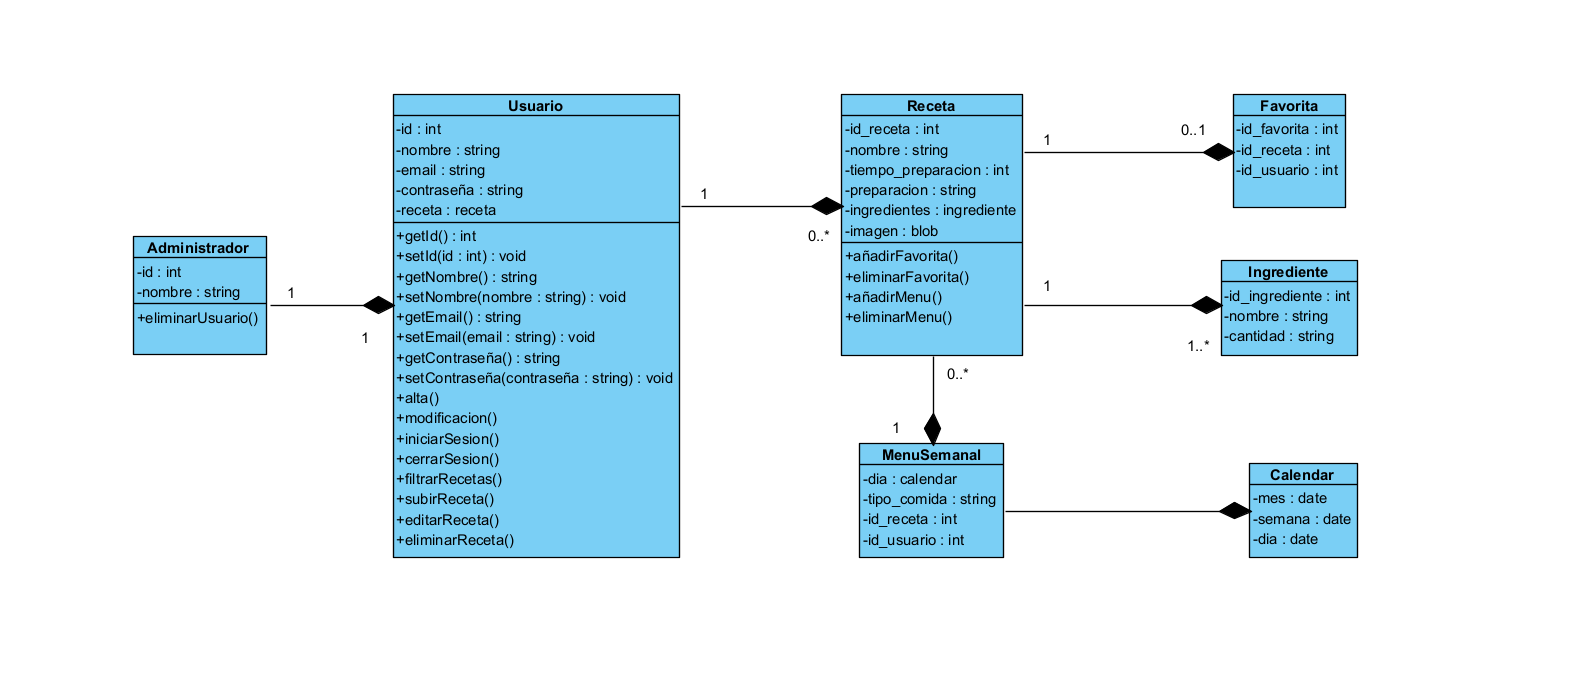 Administrador
-id : int
-nombre : string
+eliminarUsuario()
1
1
Usuario
-id : int
-nombre : string
-email : string
-contraseña : string
-receta : receta
+getId() : int
+setId(id : int) : void
+getNombre() : string
+setNombre(nombre : string) : void
+getEmail() : string
+setEmail(email : string) : void
+getContraseña() : string
+setContraseña(contraseña : string) : void
+alta()
+modificacion()
+iniciarSesion()
+cerrarSesion()
+filtrarRecetas()
+subirReceta()
+editarReceta()
+eliminarReceta()
1
0..*
Receta
-id_receta : int
-nombre : string
-tiempo_preparacion : int
-preparacion : string
-ingredientes : ingrediente
-imagen : blob
+añadirFavorita()
+eliminarFavorita()
+añadirMenu()
+eliminarMenu()
1
0..1
Favorita
-id_favorita : int
-id_receta : int
-id_usuario : int
1
1..*
Ingrediente
-id_ingrediente : int
-nombre : string
-cantidad : string
0..*
1
MenuSemanal
-dia : calendar
-tipo_comida : string
-id_receta : int
-id_usuario : int
Calendar
-mes : date
-semana : date
-dia : date